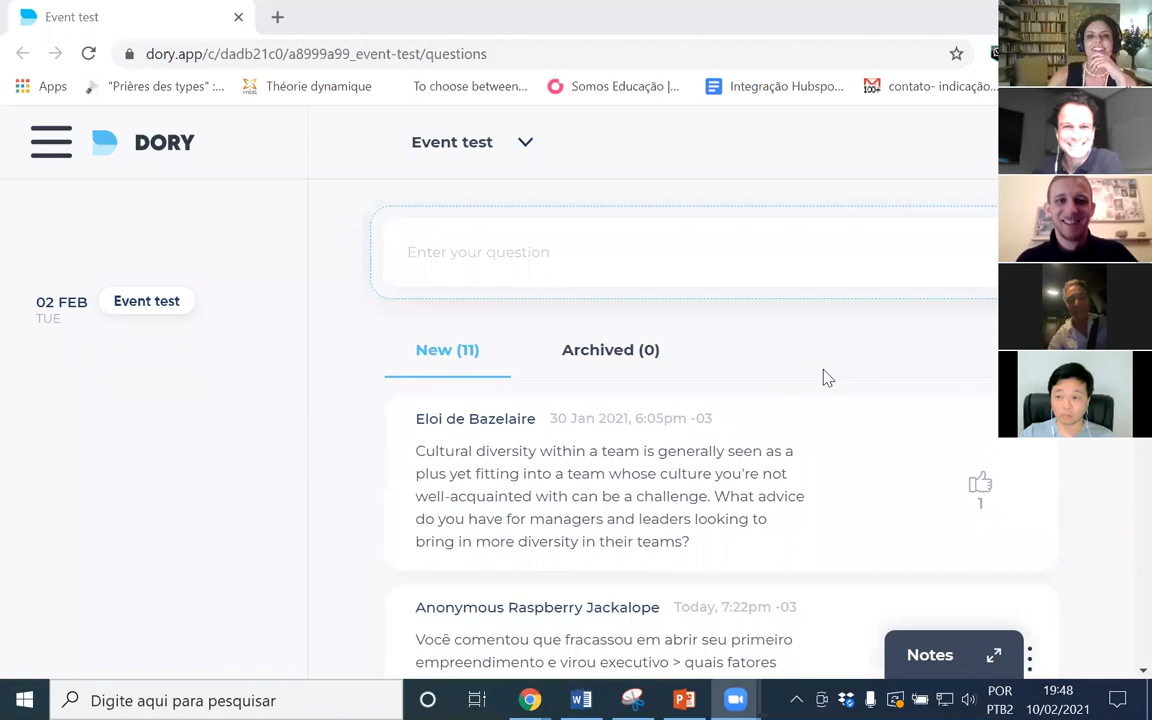 Event test
dory.app/c/dadb21c0/a8999a99_event-test/questions
Apps
"Prières des types" :...
Théorie dynamique
To choose between...
Somos Educação |...
Integração Hubspo...
100+
contato- indicação...
DORY
Event test
Enter your question
02 FEB
Event test
TUE
New (11)
Archived (0)
Eloi de Bazelaire 30 Jan 2021, 6:05pm -03
Cultural diversity within a team is generally seen as a
plus yet fitting into a team whose culture you're not
well-acquainted with can be a challenge. What advice
do you have for managers and leaders looking to
bring in more diversity in their teams?
1
Anonymous Raspberry Jackalope Today, 7:22pm -03
Você comentou que fracassou em abrir seu primeiro
empreendimento e virou executivo > quais fatores
Notes
Digite aqui para pesquisar
POR
PTB2
19:48
10/02/2021